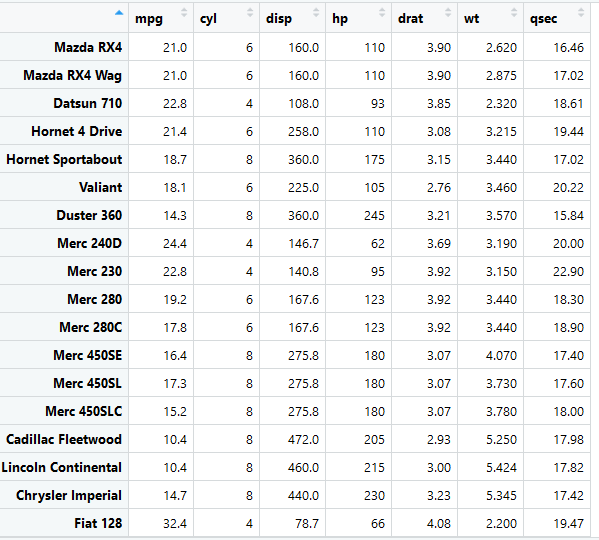 mpg cyl disp hp drat wt qsec
Mazda RX4 21.0 6 160.0 110 3.90 2.620 16.46
Mazda RX4 Wag 21.0 6 160.0 110 3.90 2.875 17.02
Datsun 710 22.8 4 108.0 93 3.85 2.320 18.61
Hornet 4 Drive 21.4 6 258.0 110 3.08 3.215 19.44
Hornet Sportabout 18.7 8 360.0 175 3.15 3.440 17.02
Valiant 18.1 6 225.0 105 2.76 3.460 20.22
Duster 360 14.3 8 360.0 245 3.21 3.570 15.84
Merc 240D 24.4 4 146.7 62 3.69 3.190 20.00
Merc 230 22.8 4 140.8 95 3.92 3.150 22.90
Merc 280 19.2 6 167.6 123 3.92 3.440 18.30
Merc 280C 17.8 6 167.6 123 3.92 3.440 18.90
Merc 450SE 16.4 8 275.8 180 3.07 4.070 17.40
Merc 450SL 17.3 8 275.8 180 3.07 3.730 17.60
Merc 450SLC 15.2 8 275.8 180 3.07 3.780 18.00
Cadillac Fleetwood 10.4 8 472.0 205 2.93 5.250 17.98
Lincoln Continental 10.4 8 460.0 215 3.00 5.424 17.82
Chrysler Imperial 14.7 8 440.0 230 3.23 5.345 17.42
Fiat 128 32.4 4 78.7 66 4.08 2.200 19.47